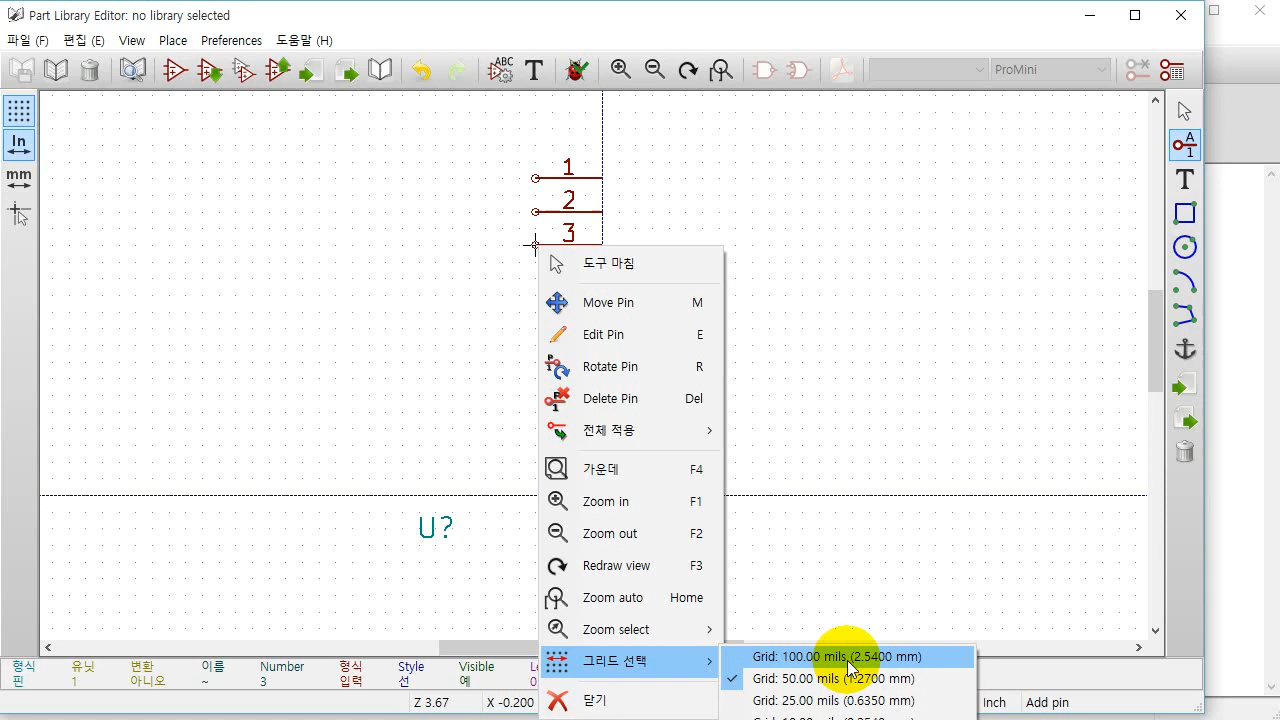 Part Library Editor: no library selected
파일 (F) 편집 (E) View Place Preferences 도움말 (H)
ABC T ProMini
In
mm
A
1
T
1
2
3
U?
도구 마침
Move Pin M
Edit Pin E
Rotate Pin R
Delete Pin Del
전체 적용
가운데 F4
Zoom in F1
Zoom out F2
Redraw view F3
Zoom auto Home
Zoom select
그리드 선택
닫기
Grid: 100.00 mils (2.5400 mm)
Grid: 50.00 mils (1.2700 mm)
Grid: 25.00 mils (0.6350 mm)
형식 유닛 변환 이름 Number 형식 Style Visible
핀 1 아니오 ~ 3 입력 선 예
Z 3.67 X -0.200 Inch Add pin